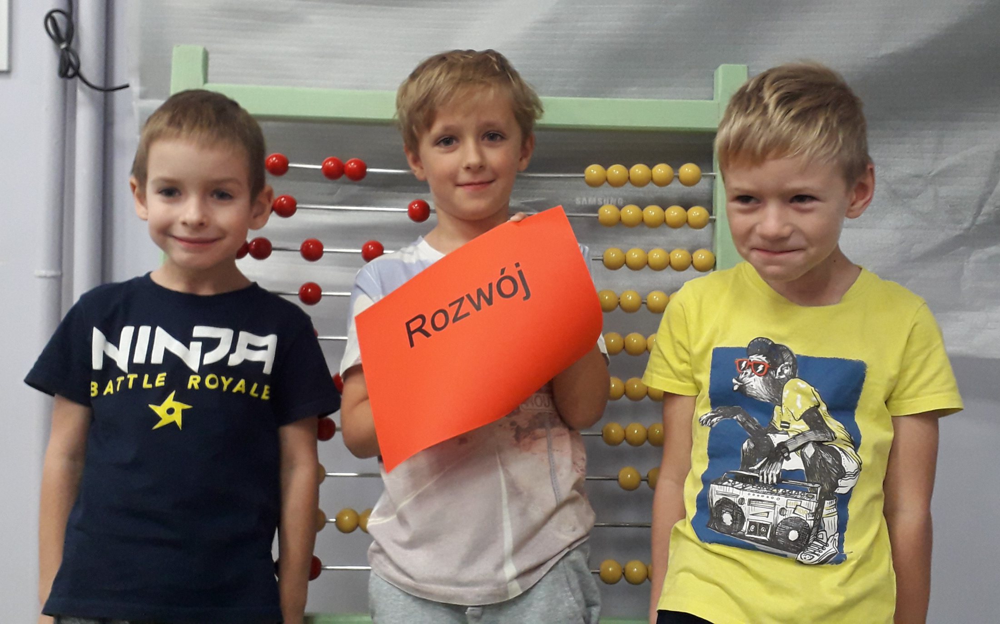 SAMSUNG
Rozwój
NINJA
BATTLE ROYALE